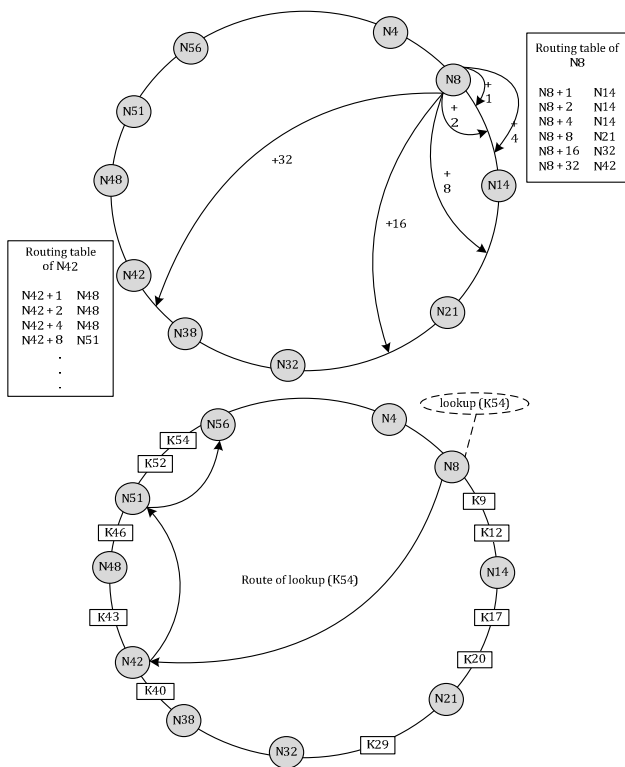 N4
N56
N8
N51
N48
N14
N42
N21
N38
N32
+
1
+
2
+
4
+
8
+16
+32
Routing table of
N8
N8 + 1 N14
N8 + 2 N14
N8 + 4 N14
N8 + 8 N21
N8 + 16 N32
N8 + 32 N42
Routing table
of N42
N42 + 1 N48
N42 + 2 N48
N42 + 4 N48
N42 + 8 N51
.
.
.
lookup (K54)
N56
N4
K54
K52
N8
N51
K9
K46
K12
N48
N14
Route of lookup (K54)
K43
K17
N42
K20
K40
N21
N38
K29
N32